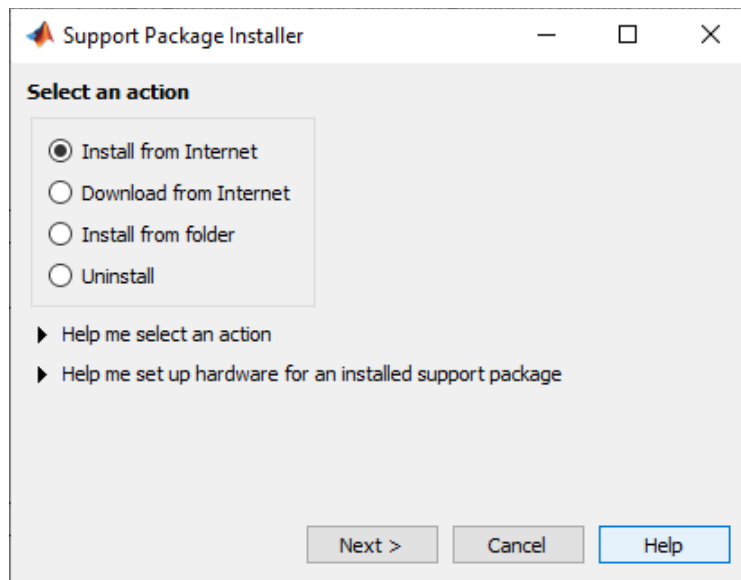 Support Package Installer
Select an action
Install from Internet
Download from Internet
Install from folder
Uninstall
Help me select an action
Help me set up hardware for an installed support package
Next >
Cancel
Help